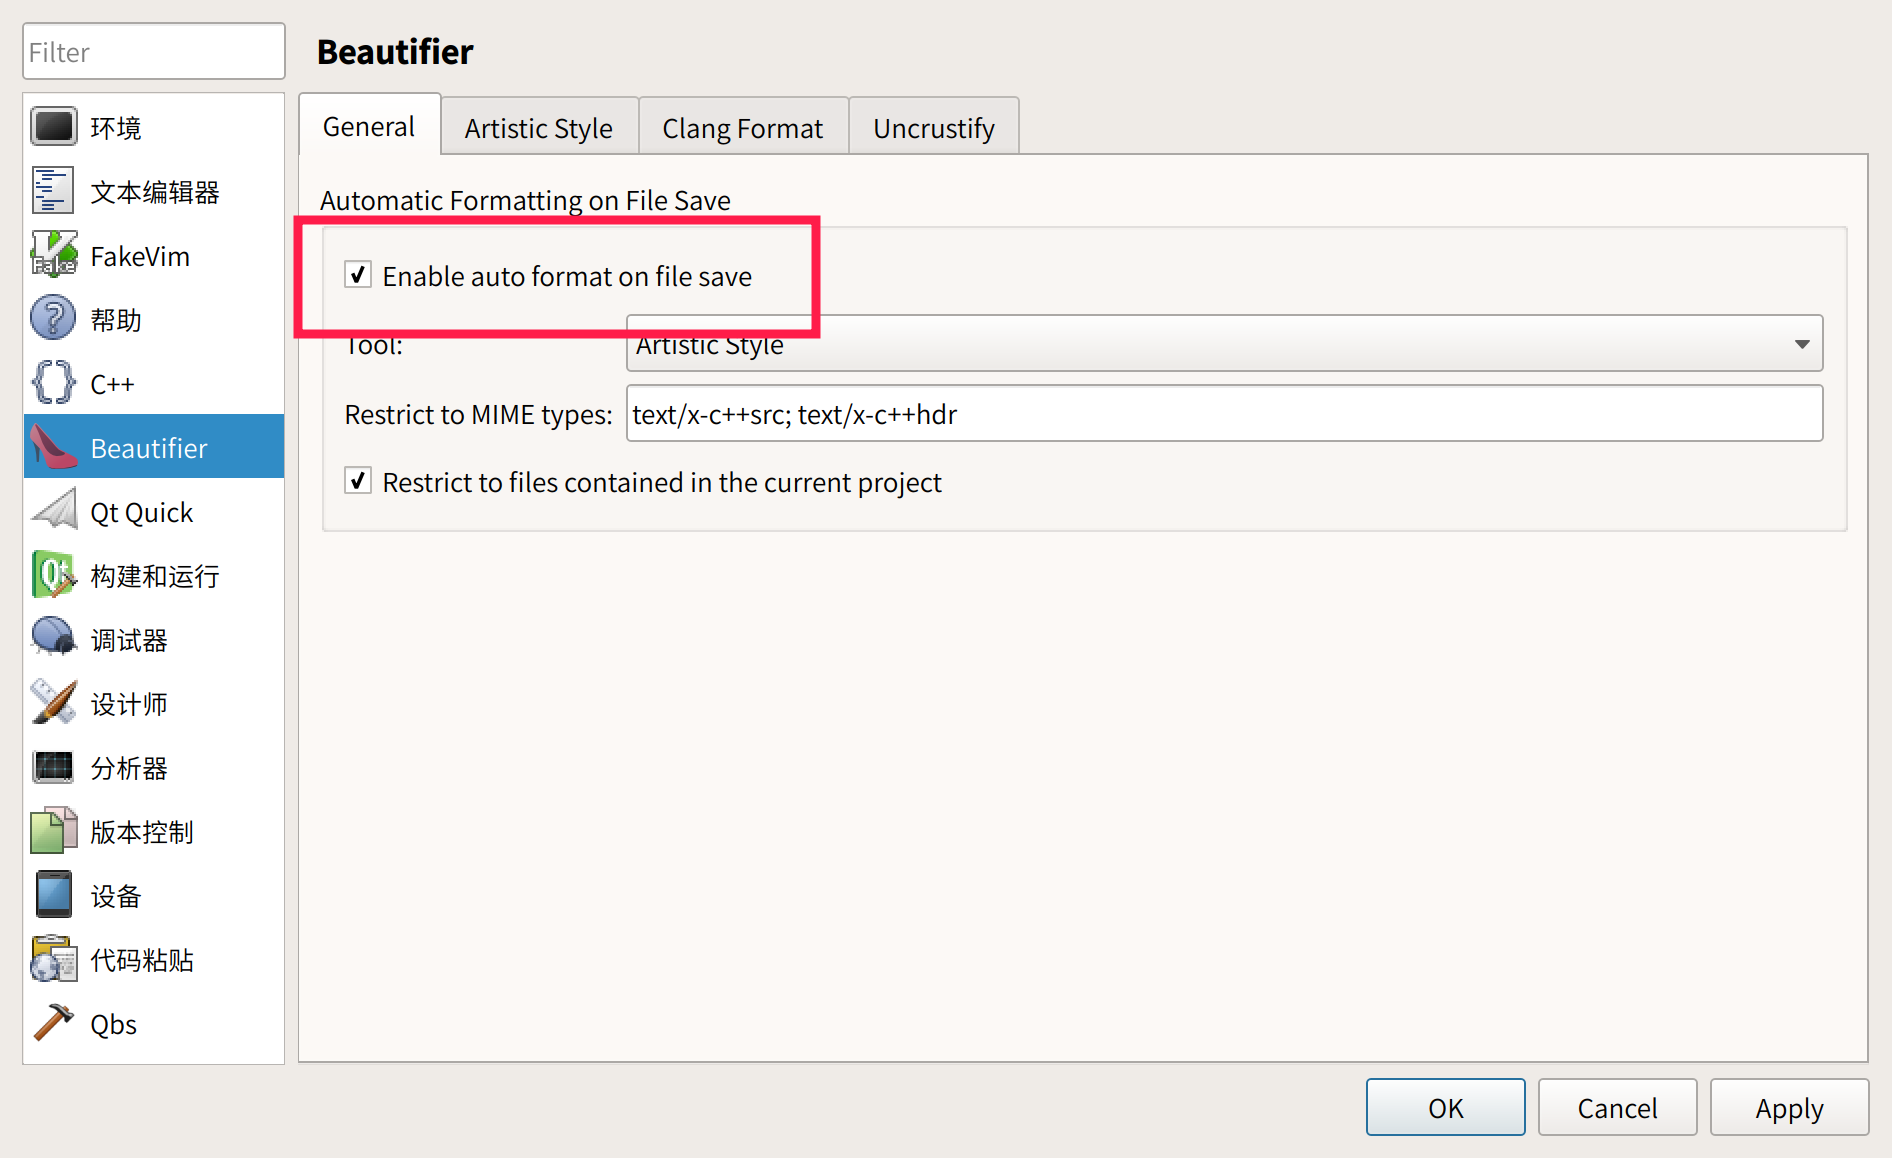 Filter
环境
文本编辑器
FakeVim
帮助
C++
Beautifier
Qt Quick
构建和运行
调试器
设计师
分析器
版本控制
设备
代码粘贴
Qbs
Beautifier
General
Artistic Style
Clang Format
Uncrustify
Automatic Formatting on File Save
Enable auto format on file save
Tool:
Artistic Style
Restrict to MIME types:
text/x-c++src; text/x-c++hdr
Restrict to files contained in the current project
OK
Cancel
Apply